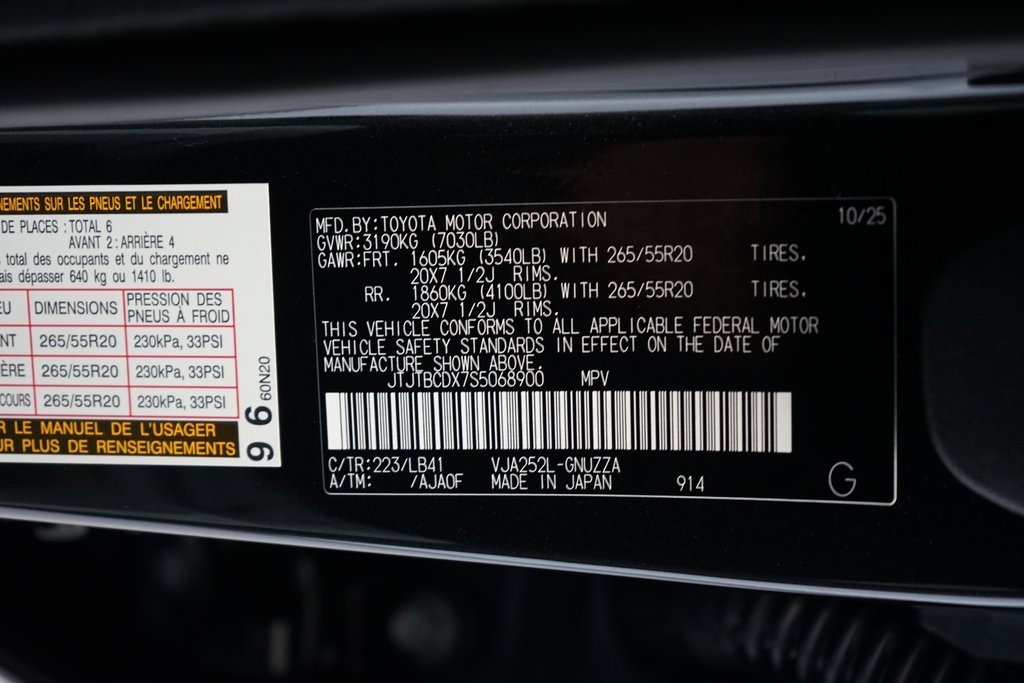 NEMENTS SUR LES PNEUS ET LE CHARGEMENT
DE PLACES : TOTAL 6
AVANT 2 : ARRIÈRE 4
total des occupants et du chargement ne
ais dépasser 640 kg ou 1410 lb.
EU DIMENSIONS PRESSION DES PNEUS À FROID
NT 265/55R20 230kPa, 33PSI
ÈRE 265/55R20 230kPa, 33PSI
COURS 265/55R20 230kPa, 33PSI
R LE MANUEL DE L'USAGER
UR PLUS DE RENSEIGNEMENTS
96 60N20
MFD.BY:TOYOTA MOTOR CORPORATION 10/25
GVWR:3190KG (7030LB)
GAWR:FRT. 1605KG (3540LB) WITH 265/55R20 TIRES.
20X7 1/2J RIMS.
RR. 1860KG (4100LB) WITH 265/55R20 TIRES.
20X7 1/2J RIMS.
THIS VEHICLE CONFORMS TO ALL APPLICABLE FEDERAL MOTOR
VEHICLE SAFETY STANDARDS IN EFFECT ON THE DATE OF
MANUFACTURE SHOWN ABOVE.
JTJTBCDX7S5068900 MPV
C/TR:223/LB41 VJA252L-GNUZZA
A/TM: /AJA0F MADE IN JAPAN 914 G